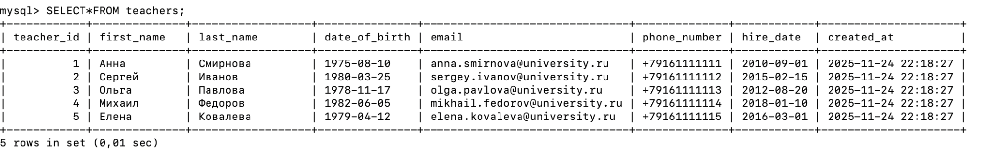 mysql> SELECT*FROM teachers;
+------------+--------------+------------------+---------------+-------------------------------+--------------+------------+---------------------+
| teacher_id | first_name   | last_name        | date_of_birth | email                         | phone_number | hire_date  | created_at          |
+------------+--------------+------------------+---------------+-------------------------------+--------------+------------+---------------------+
|          1 | Анна         | Смирнова         | 1975-08-10    | anna.smirnova@university.ru   | +79161111111 | 2010-09-01 | 2025-11-24 22:18:27 |
|          2 | Сергей       | Иванов           | 1980-03-25    | sergey.ivanov@university.ru   | +79161111112 | 2015-02-15 | 2025-11-24 22:18:27 |
|          3 | Ольга        | Павлова          | 1978-11-17    | olga.pavlova@university.ru    | +79161111113 | 2012-08-20 | 2025-11-24 22:18:27 |
|          4 | Михаил       | Федоров          | 1982-06-05    | mikhail.fedorov@university.ru | +79161111114 | 2018-01-10 | 2025-11-24 22:18:27 |
|          5 | Елена        | Ковалева         | 1979-04-12    | elena.kovaleva@university.ru  | +79161111115 | 2016-03-01 | 2025-11-24 22:18:27 |
+------------+--------------+------------------+---------------+-------------------------------+--------------+------------+---------------------+
5 rows in set (0,01 sec)